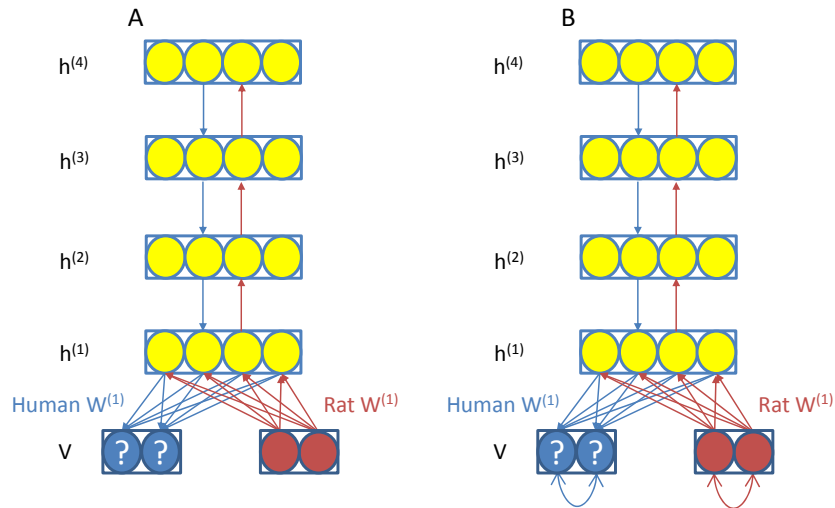 A
h(4)
h(3)
h(2)
h(1)
Human W(1)
Rat W(1)
V
? ?
B
h(4)
h(3)
h(2)
h(1)
Human W(1)
Rat W(1)
V
? ?